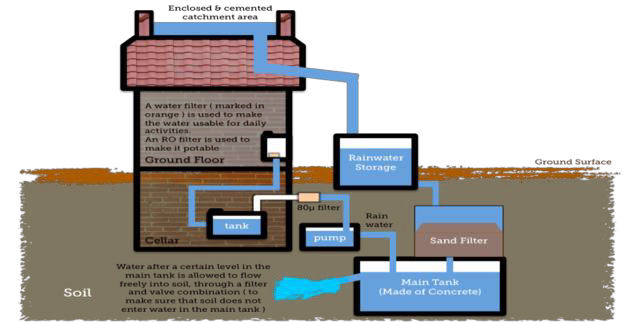 Enclosed & cemented
catchment area
A water filter ( marked in
orange ) is used to make
the water usable for daily
activities.
An RO filter is used to
make it potable
Ground Floor
Rainwater
Storage
Ground Surface
80μ filter
Rain
water
tank
pump
Sand Filter
Cellar
Water after a certain level in the
main tank is allowed to flow
freely into soil, through a filter
and valve combination ( to
make sure that soil does not
enter water in the main tank )
Main Tank
(Made of Concrete)
Soil